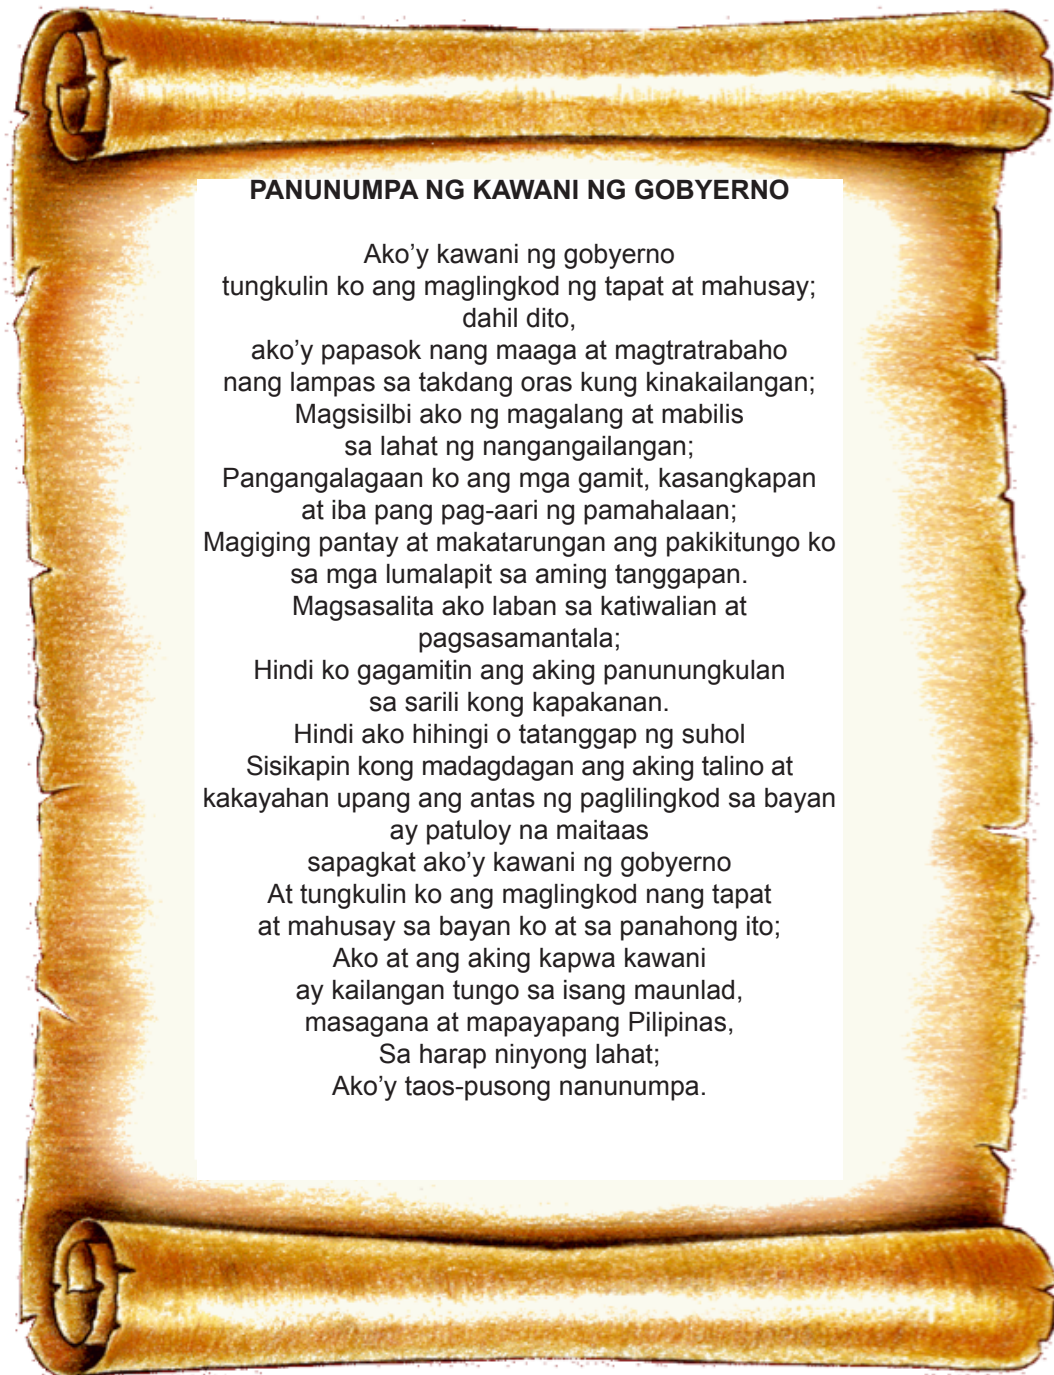 PANUNUMPA NG KAWANI NG GOBYERNO
Ako’y kawani ng gobyerno
tungkulin ko ang maglingkod ng tapat at mahusay;
dahil dito,
ako’y papasok nang maaga at magtratrabaho
nang lampas sa takdang oras kung kinakailangan;
Magsisilbi ako ng magalang at mabilis
sa lahat ng nangangailangan;
Pangangalagaan ko ang mga gamit, kasangkapan
at iba pang pag-aari ng pamahalaan;
Magiging pantay at makatarungan ang pakikitungo ko
sa mga lumalapit sa aming tanggapan.
Magsasalita ako laban sa katiwalian at
pagsasamantala;
Hindi ko gagamitin ang aking panunungkulan
sa sarili kong kapakanan.
Hindi ako hihingi o tatanggap ng suhol
Sisikapin kong madagdagan ang aking talino at
kakayahan upang ang antas ng paglilingkod sa bayan
ay patuloy na maitaas
sapagkat ako’y kawani ng gobyerno
At tungkulin ko ang maglingkod nang tapat
at mahusay sa bayan ko at sa panahong ito;
Ako at ang aking kapwa kawani
ay kailangan tungo sa isang maunlad,
masagana at mapayapang Pilipinas,
Sa harap ninyong lahat;
Ako’y taos-pusong nanunumpa.